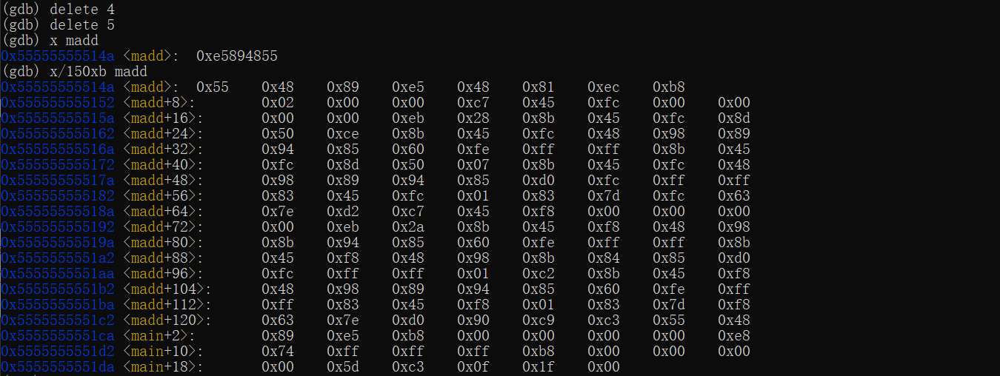 (gdb) delete 4
(gdb) delete 5
(gdb) x madd
0x55555555514a <madd>: 0xe5894855
(gdb) x/150xb madd
0x55555555514a <madd>: 0x55 0x48 0x89 0xe5 0x48 0x81 0xec 0xb8
0x555555555152 <madd+8>: 0x02 0x00 0x00 0xc7 0x45 0xfc 0x00 0x00
0x55555555515a <madd+16>: 0x00 0x00 0xeb 0x28 0x8b 0x45 0xfc 0x8d
0x555555555162 <madd+24>: 0x50 0xce 0x8b 0x45 0xfc 0x48 0x98 0x89
0x55555555516a <madd+32>: 0x94 0x85 0x60 0xfe 0xff 0xff 0x8b 0x45
0x555555555172 <madd+40>: 0xfc 0x8d 0x50 0x07 0x8b 0x45 0xfc 0x48
0x55555555517a <madd+48>: 0x98 0x89 0x94 0x85 0xd0 0xfc 0xff 0xff
0x555555555182 <madd+56>: 0x83 0x45 0xfc 0x01 0x83 0x7d 0xfc 0x63
0x55555555518a <madd+64>: 0x7e 0xd2 0xc7 0x45 0xf8 0x00 0x00 0x00
0x555555555192 <madd+72>: 0x00 0xeb 0x2a 0x8b 0x45 0xf8 0x48 0x98
0x55555555519a <madd+80>: 0x8b 0x94 0x85 0x60 0xfe 0xff 0xff 0x8b
0x5555555551a2 <madd+88>: 0x45 0xf8 0x48 0x98 0x8b 0x84 0x85 0xd0
0x5555555551aa <madd+96>: 0xfc 0xff 0xff 0x01 0xc2 0x8b 0x45 0xf8
0x5555555551b2 <madd+104>: 0x48 0x98 0x89 0x94 0x85 0x60 0xfe 0xff
0x5555555551ba <madd+112>: 0xff 0x83 0x45 0xf8 0x01 0x83 0x7d 0xf8
0x5555555551c2 <madd+120>: 0x63 0x7e 0xd0 0x90 0xc9 0xc3 0x55 0x48
0x5555555551ca <main+2>: 0x89 0xe5 0xb8 0x00 0x00 0x00 0x00 0xe8
0x5555555551d2 <main+10>: 0x74 0xff 0xff 0xff 0xb8 0x00 0x00 0x00
0x5555555551da <main+18>: 0x00 0x5d 0xc3 0x0f 0x1f 0x00